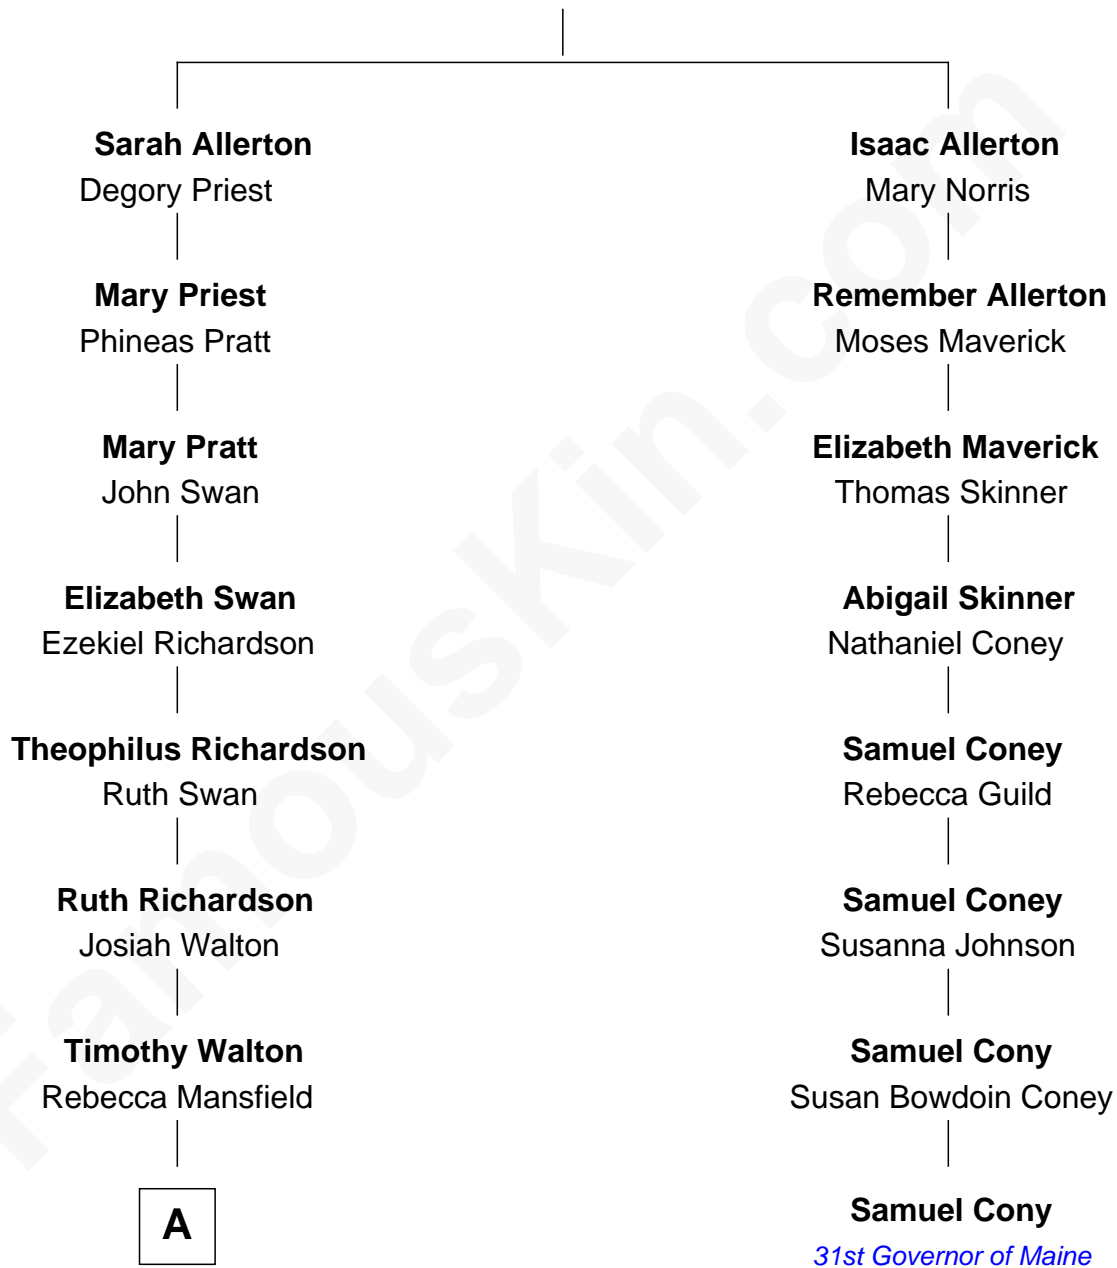 Sarah Allerton
Degory Priest
Mary Priest
Phineas Pratt
Mary Pratt
John Swan
Elizabeth Swan
Ezekiel Richardson
Theophilus Richardson
Ruth Swan
Ruth Richardson
Josiah Walton
Timothy Walton
Rebecca Mansfield
A
Isaac Allerton
Mary Norris
Remember Allerton
Moses Maverick
Elizabeth Maverick
Thomas Skinner
Abigail Skinner
Nathaniel Coney
Samuel Coney
Rebecca Guild
Samuel Coney
Susanna Johnson
Samuel Cony
Susan Bowdoin Coney
Samuel Cony
31st Governor of Maine
FamousKin.com